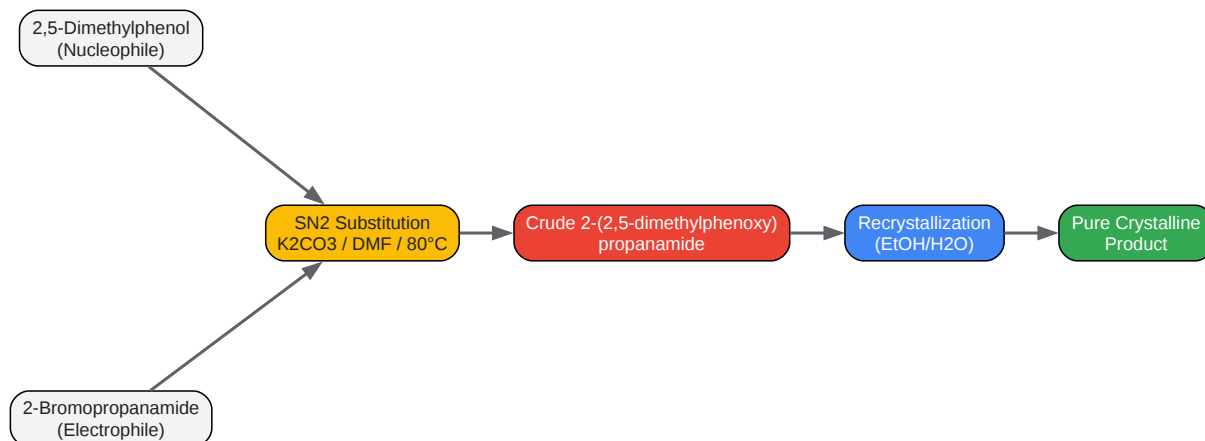 2,5-Dimethylphenol
(Nucleophile)
SN2 Substitution
K2CO3 / DMF / 80°C
Crude 2-(2,5-dimethylphenoxy)
propanamide
Recrystallization
(EtOH/H2O)
Pure Crystalline
Product
2-Bromopropanamide
(Electrophile)